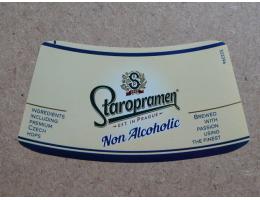 S
Staropramen
EST. IN PRAGUE
Non Alcoholic
INGREDIENTS
INCLUDING
PREMIUM
CZECH
HOPS
BREWED
WITH
PASSION
USING
THE FINEST